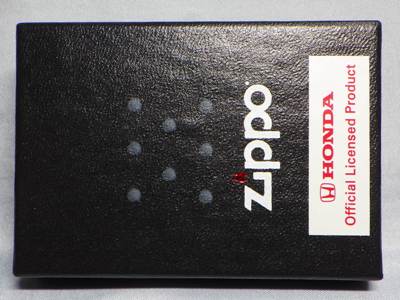 Zippo
HONDA
Official Licensed Product